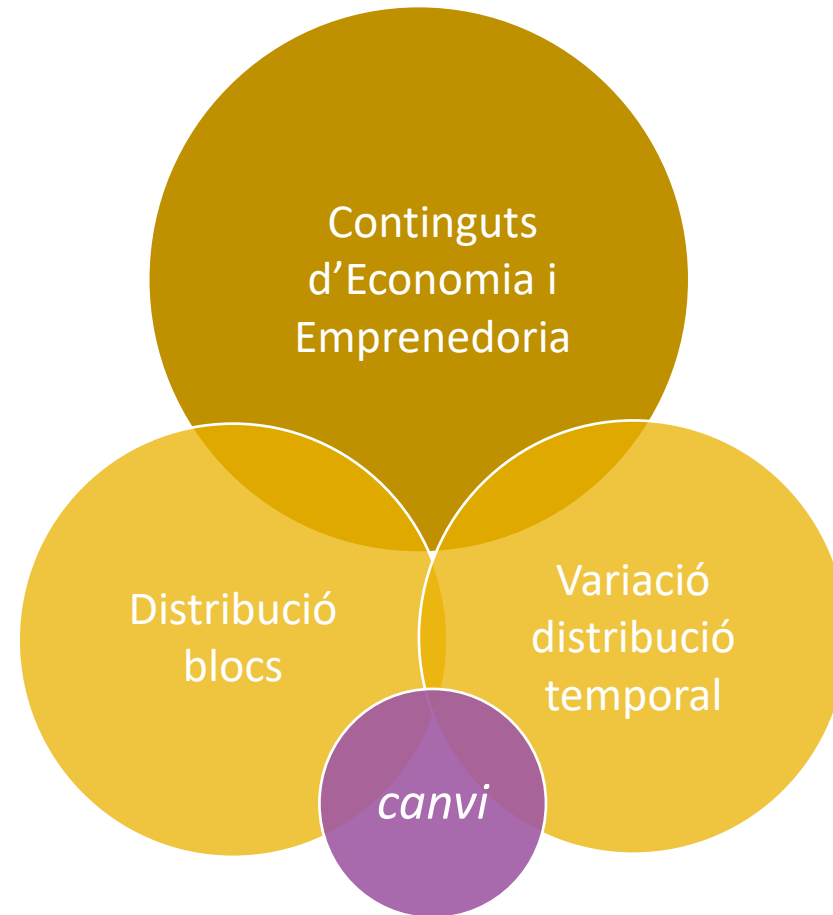 Continguts
d’Economia i
Emprenedoria
Distribució
blocs
Variació
distribució
temporal
canvi